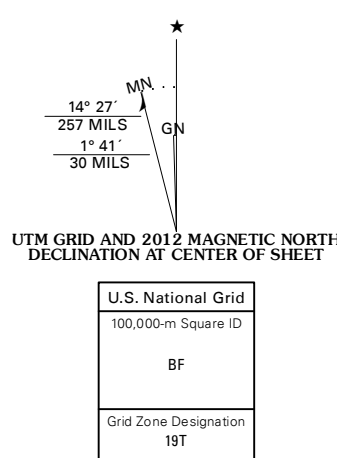 ★
MN
14° 27´
257 MILS
GN
1° 41´
30 MILS
UTM GRID AND 2012 MAGNETIC NORTH
DECLINATION AT CENTER OF SHEET
U.S. National Grid
100,000-m Square ID
BF
Grid Zone Designation
19T